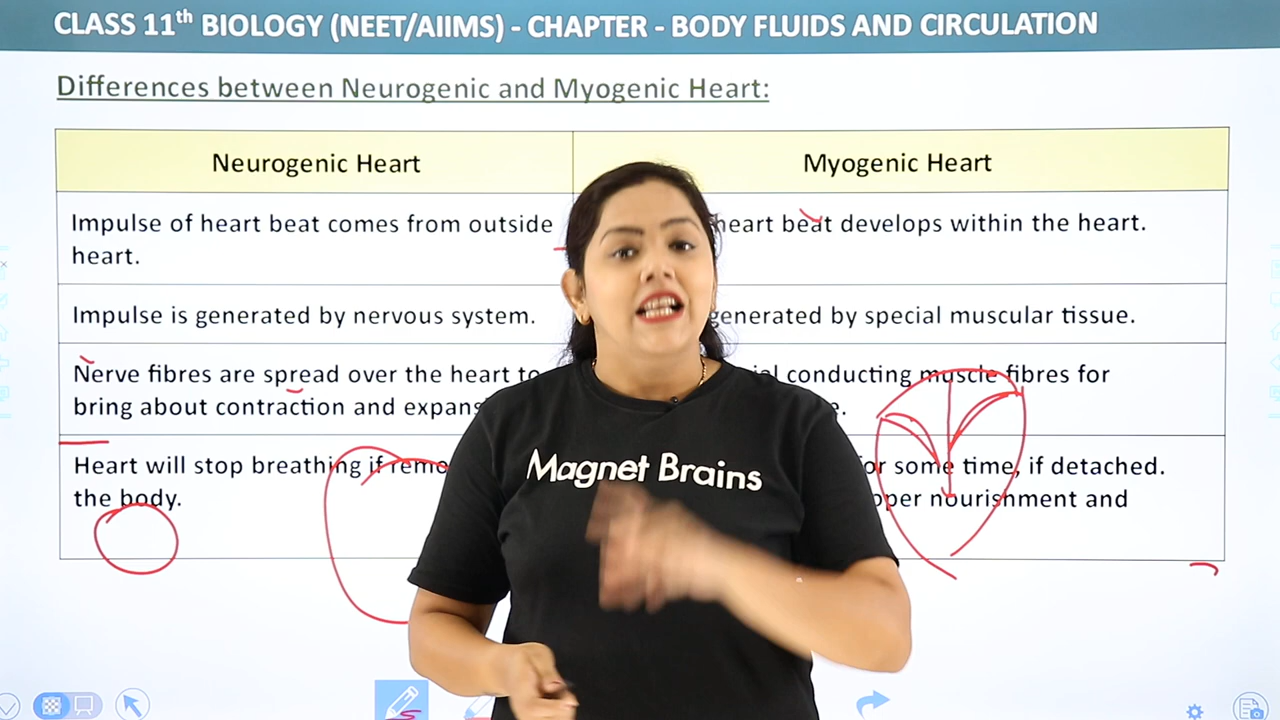 CLASS 11th BIOLOGY (NEET/AIIMS) - CHAPTER - BODY FLUIDS AND CIRCULATION
Differences between Neurogenic and Myogenic Heart:
Neurogenic Heart
Myogenic Heart
Impulse of heart beat comes from outside
heart.
heart beat develops within the heart.
Impulse is generated by nervous system.
generated by special muscular tissue.
Nerve fibres are spread over the heart to
bring about contraction and
conducting muscle fibres for
Heart will stop breathing if
the body.
for some time, if detached.
nourishment and
Magnet Brains